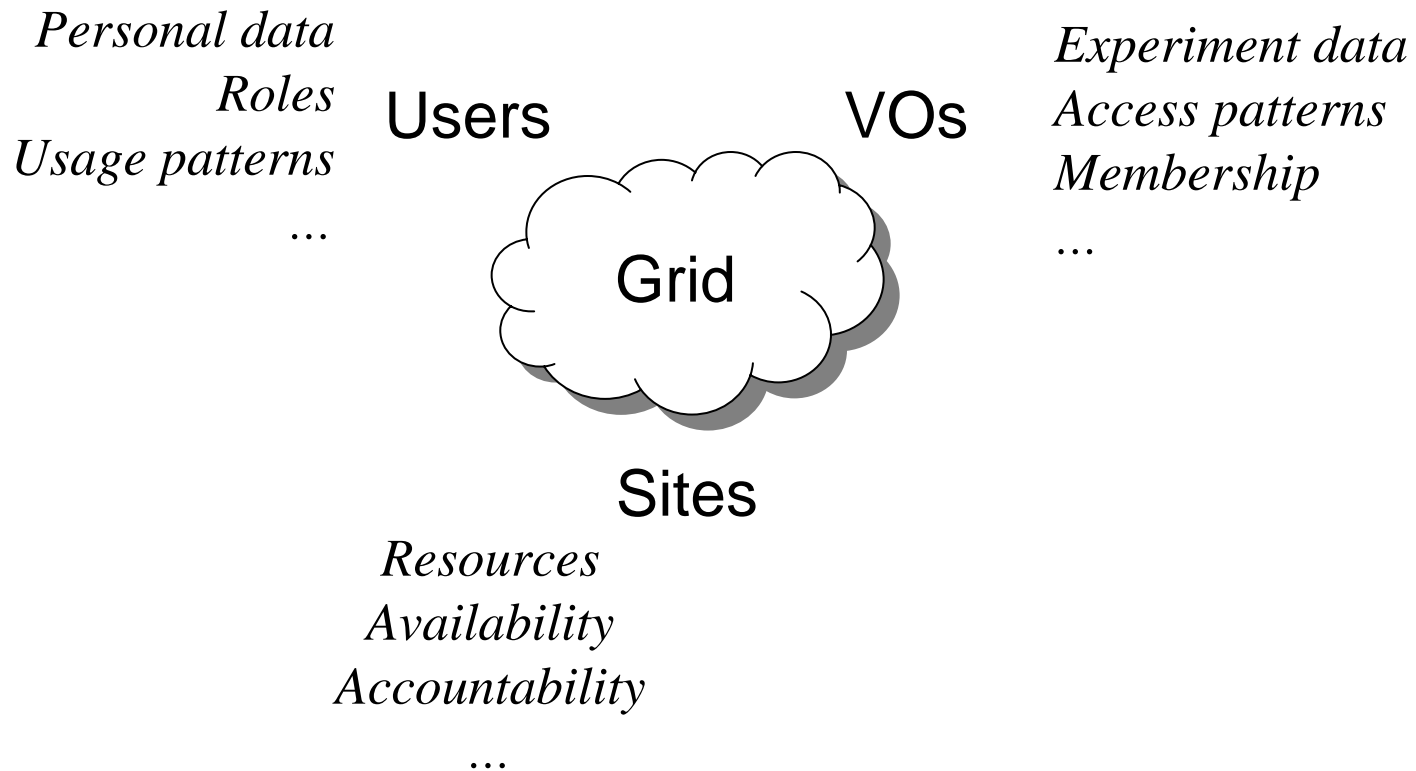 Personal data
Roles
Usage patterns
…
Users
VOs
Experiment data
Access patterns
Membership
…
Grid
Sites
Resources
Availability
Accountability
…